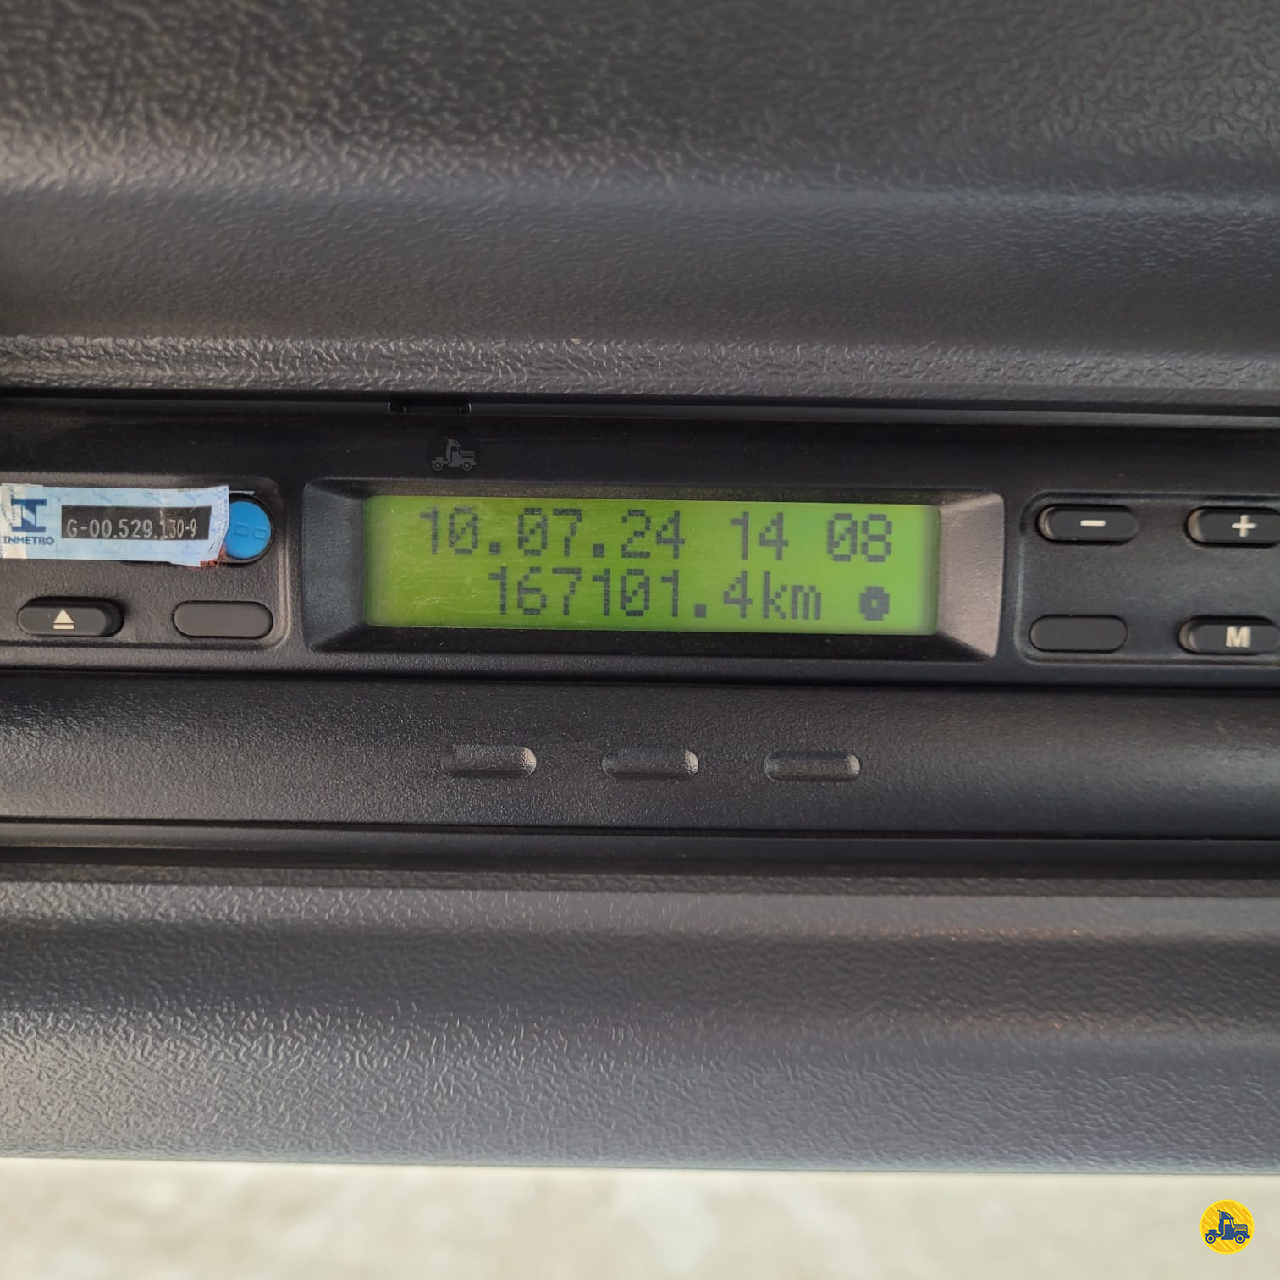 INMETRO
G-00.529.130-9
10.07.24 14 08
167101.4km
−
+
M